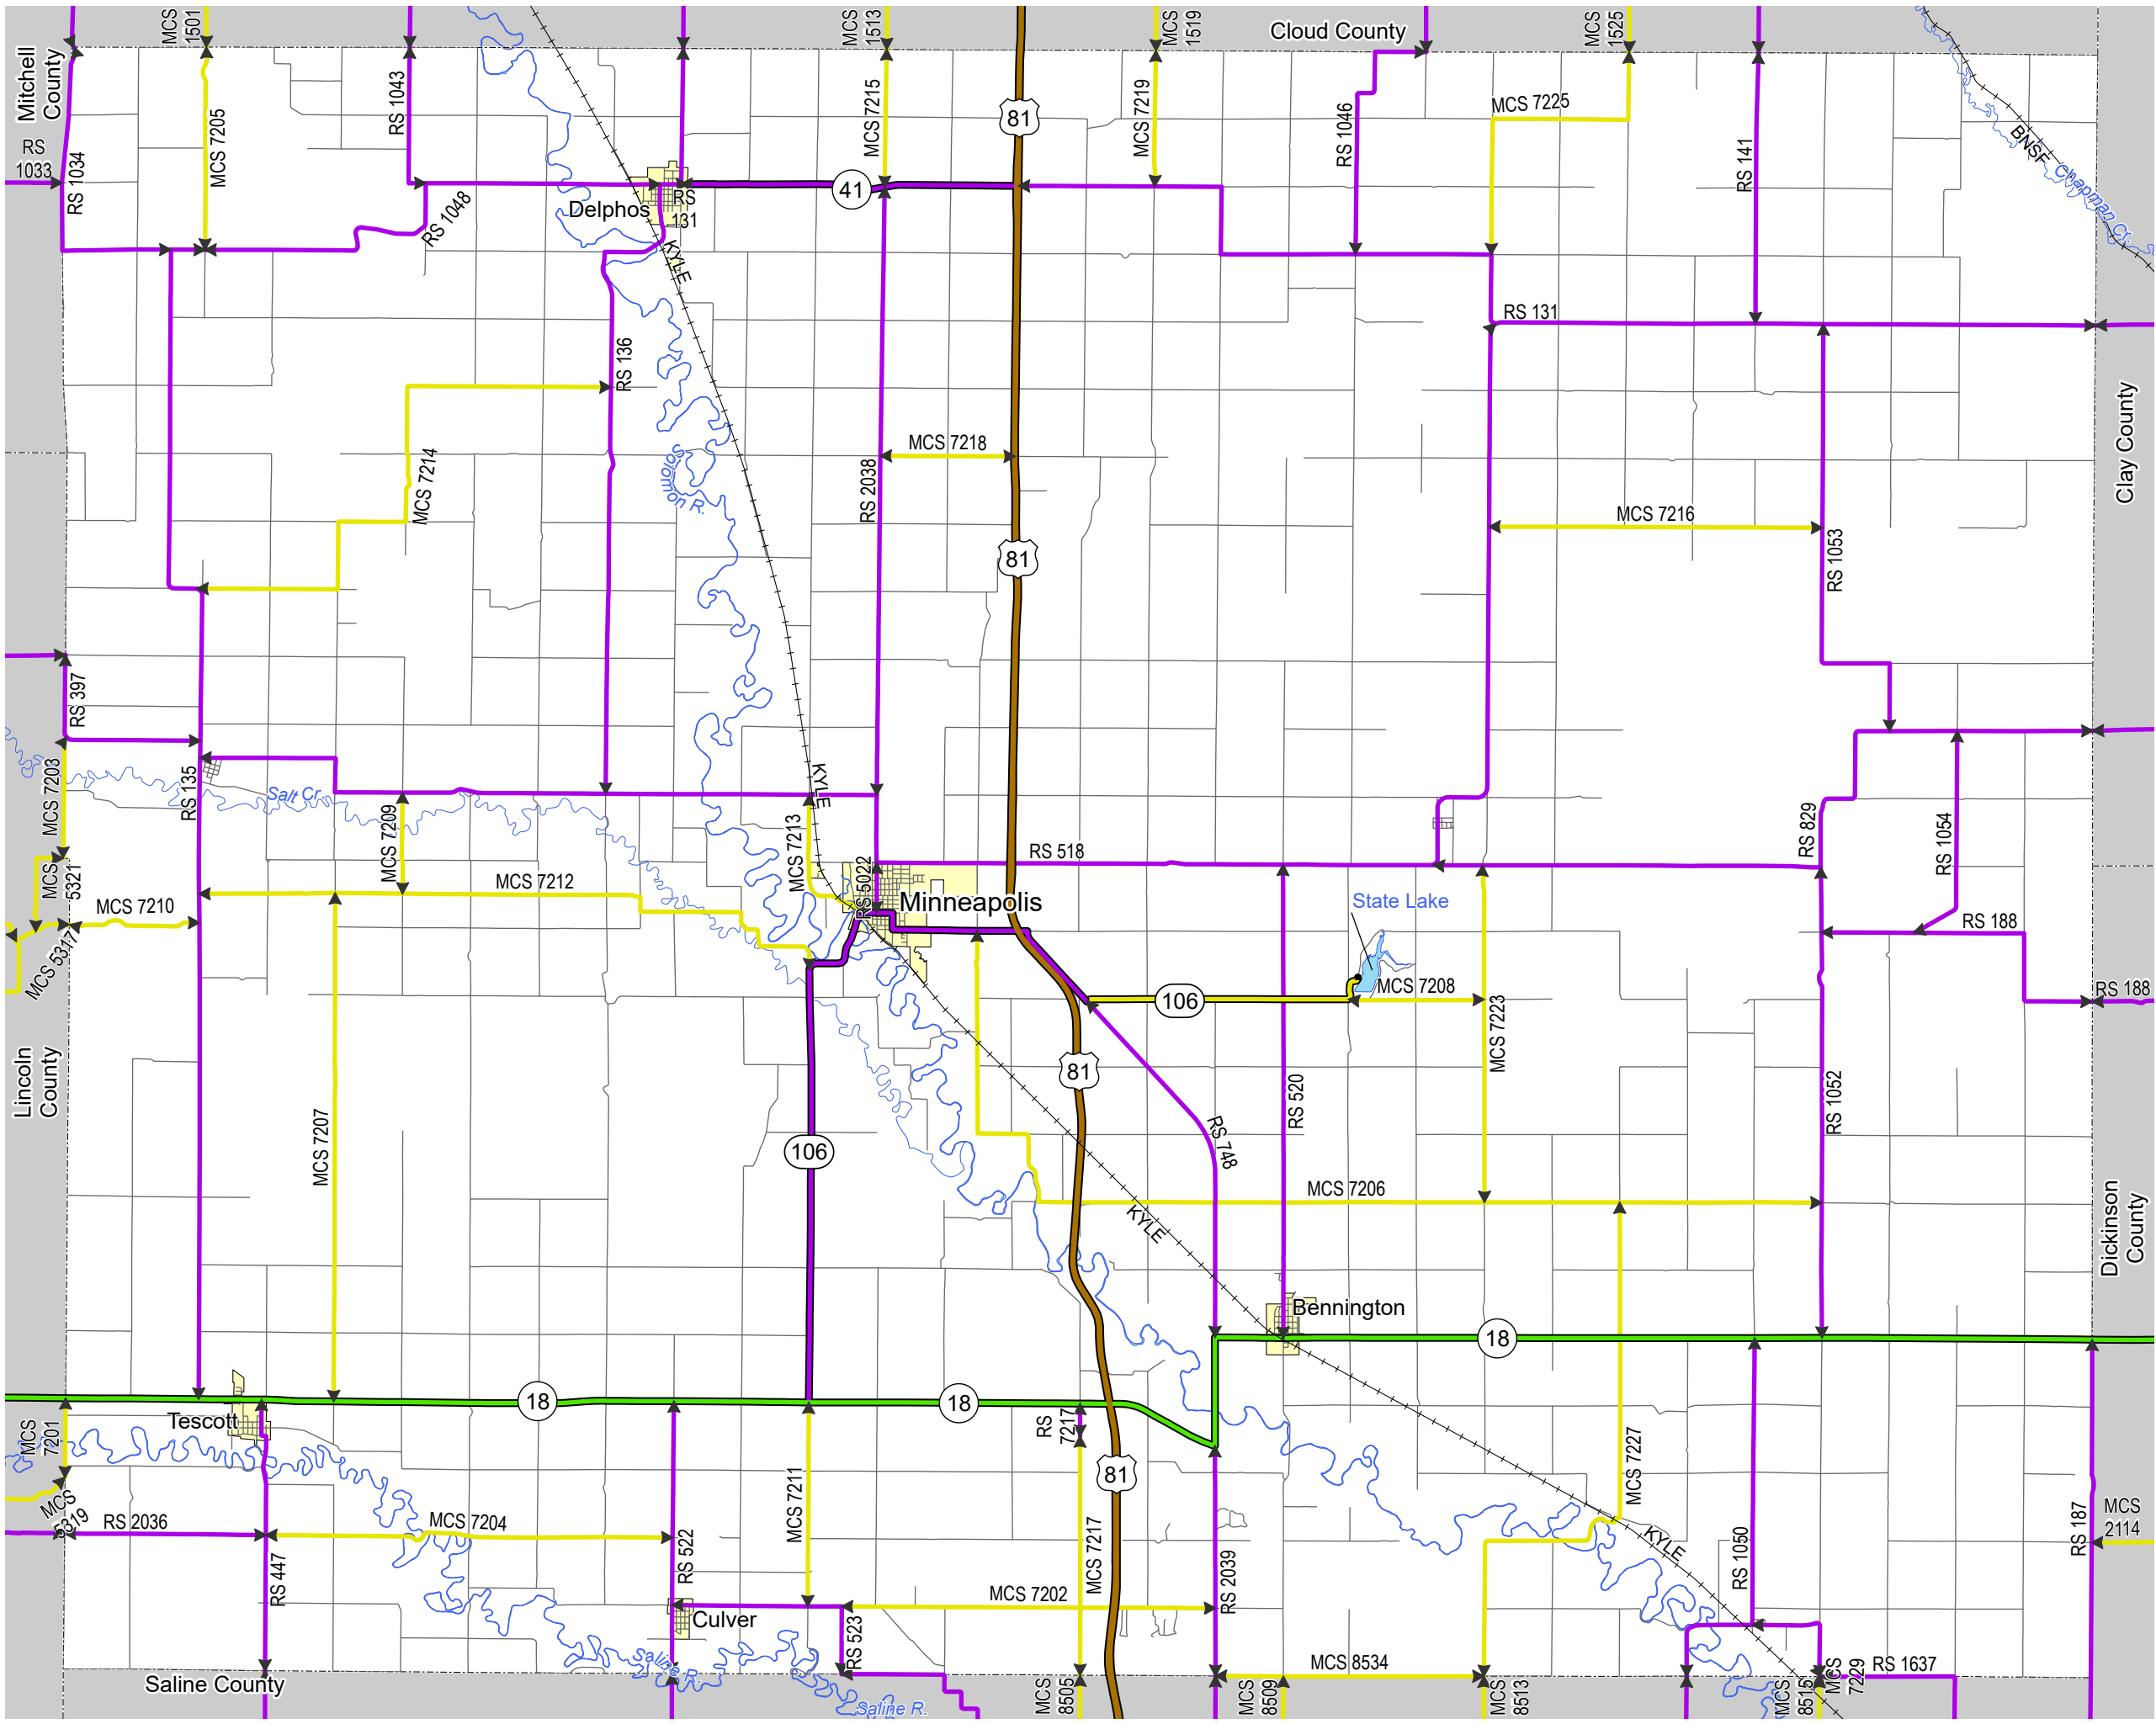 MCS
1501
MCS
1513
MCS
1519
Cloud County
MCS
1525
Mitchell
County
RS
1033
RS 1034
MCS 7205
RS 1043
MCS 7215
81
MCS 7219
RS 1046
MCS 7225
RS 141
BNSF
Chapman Cr.
RS 1048
Delphos
RS
131
41
KYLE
RS 131
RS 136
MCS 7214
Solomon R.
RS 2038
MCS 7218
81
MCS 7216
RS 1053
Clay County
RS 397
MCS 7203
RS 135
Salt Cr.
MCS 7209
KYLE
MCS 7213
RS 518
RS 829
RS 1054
MCS
5321
MCS 7210
MCS 5317
MCS 7212
RS 5022
Minneapolis
State Lake
RS 188
MCS 7208
106
MCS 7223
RS 188
Lincoln
County
MCS 7207
106
81
RS 748
RS 520
RS 1052
MCS 7206
KYLE
Dickinson
County
Bennington
18
18
18
Tescott
MCS
7201
RS
7217
81
MCS 7227
MCS
5319
RS 2036
MCS 7204
RS 447
RS 522
MCS 7211
MCS 7217
MCS 7202
RS 2039
KYLE
RS 1050
RS 187
MCS
2114
Culver
RS 523
Saline R.
Saline R.
Saline County
MCS
8505
MCS
8509
MCS 8534
MCS
8513
MCS
8515
MCS
7229
RS 1637